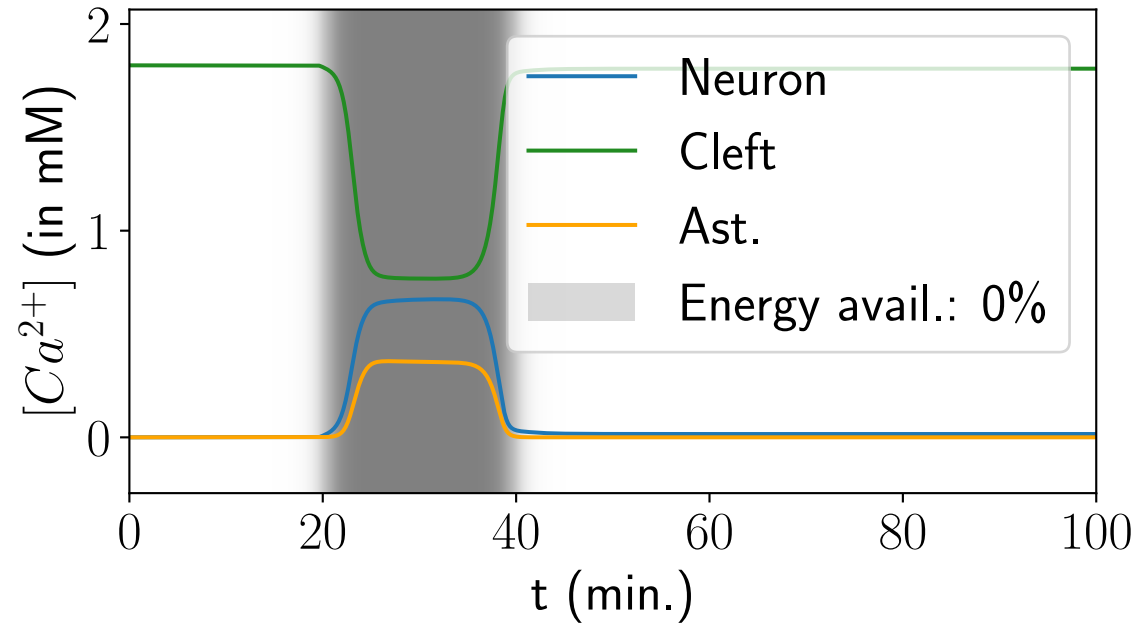 2
1
0
[Ca²⁺] (in mM)
Neuron
Cleft
Ast.
Energy avail.: 0%
0 20 40 60 80 100
t (min.)